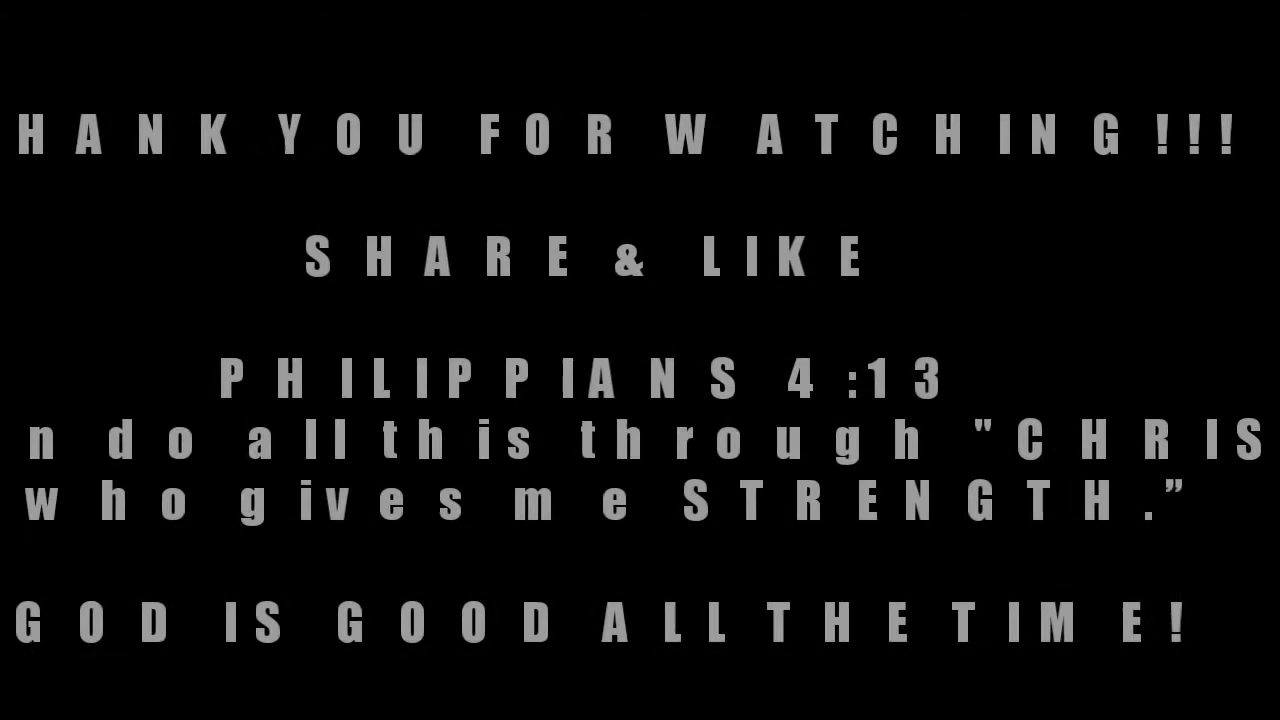 HANK YOU FOR WATCHING!!!
SHARE & LIKE
PHILIPPIANS 4:13
n do all this through "CHRIS
who gives me STRENGTH.”
GOD IS GOOD ALL THE TIME!